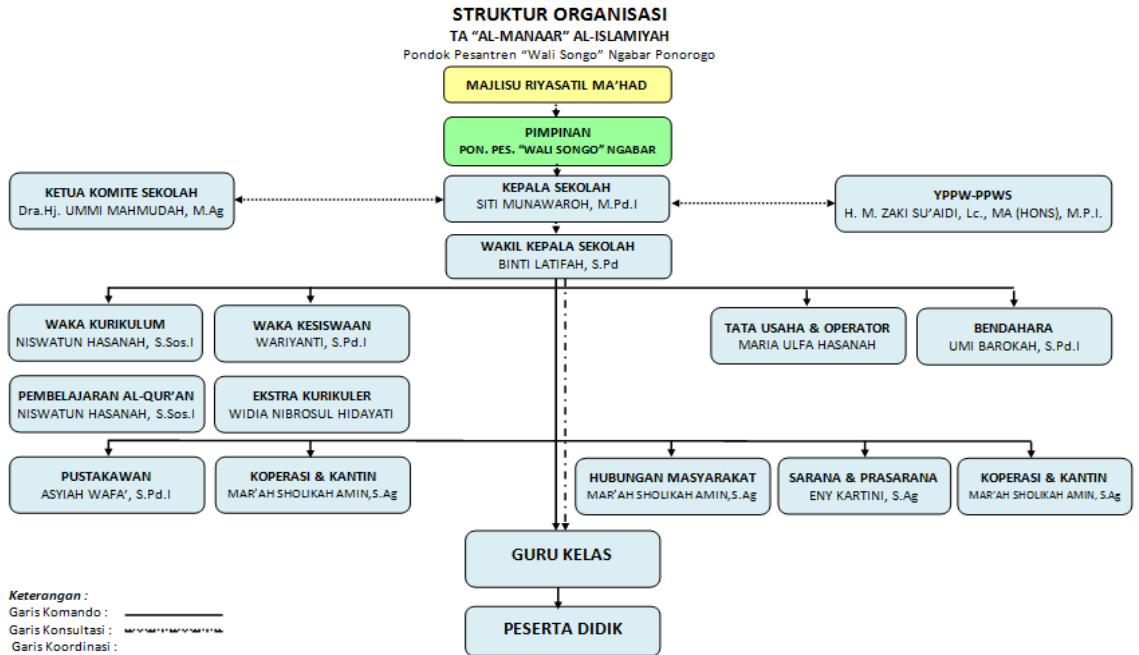 STRUKTUR ORGANISASI
TA “AL-MANAAR” AL-ISLAMIYAH
Pondok Pesantren “Wali Songo” Ngabar Ponorogo
MAJLISU RIYASATIL MA’HAD
PIMPINAN
PON. PES. “WALI SONGO” NGABAR
KETUA KOMITE SEKOLAH
Dra.Hj. UMMI MAHMUDAH, M.Ag
KEPALA SEKOLAH
SITI MUNAWAROH, M.Pd.I
YPPW-PPWS
H. M. ZAKI SU’AIDI, Lc., MA (HONS), M.P.I.
WAKIL KEPALA SEKOLAH
BINTI LATIFAH, S.Pd
WAKA KURIKULUM
NISWATUN HASANAH, S.Sos.I
WAKA KESISWAAN
WARIYANTI, S.Pd.I
TATA USAHA & OPERATOR
MARIA ULFA HASANAH
BENDAHARA
UMI BAROKAH, S.Pd.I
PEMBELAJARAN AL-QUR’AN
NISWATUN HASANAH, S.Sos.I
EKSTRA KURIKULER
WIDIA NIBROSUL HIDAYATI
PUSTAKAWAN
ASYIAH WAFA’, S.Pd.I
KOPERASI & KANTIN
MAR’AH SHOLIKAH AMIN,S.Ag
HUBUNGAN MASYARAKAT
MAR’AH SHOLIKAH AMIN,S.Ag
SARANA & PRASARANA
ENY KARTINI, S.Ag
KOPERASI & KANTIN
MAR’AH SHOLIKAH AMIN, S.Ag
GURU KELAS
PESERTA DIDIK
Keterangan :
Garis Komando :
Garis Konsultasi :
Garis Koordinasi :